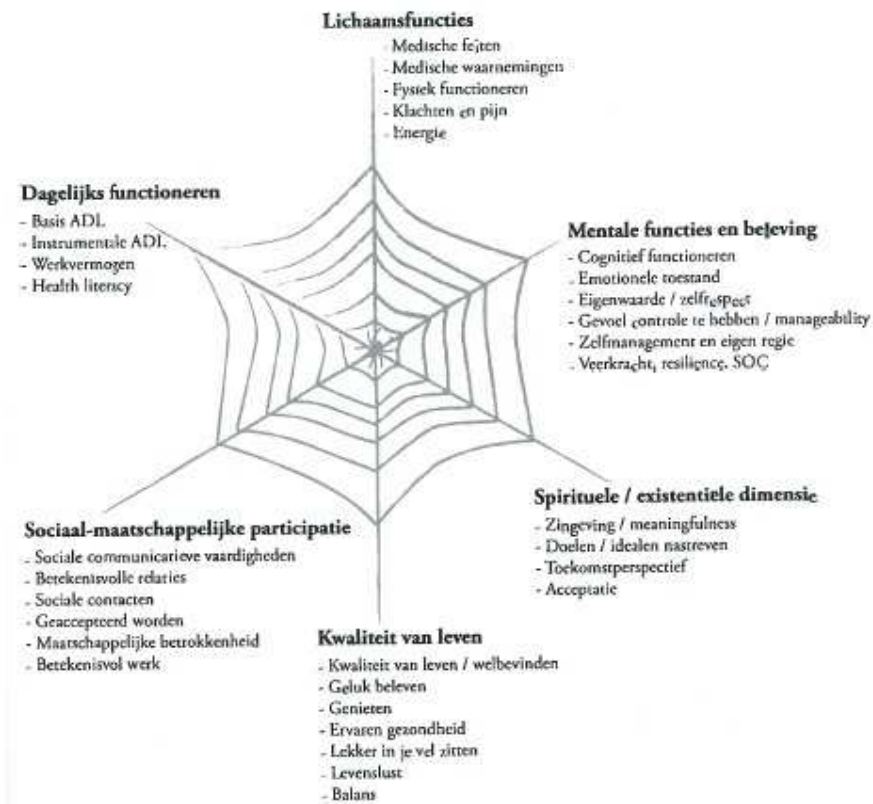 Lichaamsfuncties
- Medische feiten
- Medische waarnemingen
- Fysiek functioneren
- Klachten en pijn
- Energie
Dagelijks functioneren
- Basis ADL
- Instrumentale ADL
- Werkvermogen
- Health literacy
Mentale functies en beleving
- Cognitief functioneren
- Emotionele toestand
- Eigenwaarde / zelfrespect
- Gevoel controle te hebben / manageability
- Zelfmanagement en eigen regie
- Veerkracht, resilience, SOC
Spirituele / existentiele dimensie
- Zingeving / meaningfulness
- Doelen / idealen nastreven
- Toekomstperspectief
- Acceptatie
Sociaal-maatschappelijke participatie
- Sociale communicatieve vaardigheden
- Betekenisvolle relaties
- Sociale contacten
- Geaccepteerd worden
- Maatschappelijke betrokkenheid
- Betekenisvol werk
Kwaliteit van leven
- Kwaliteit van leven / welbevinden
- Geluk beleven
- Genieten
- Ervaren gezondheid
- Lekker in je vel zitten
- Levenslust
- Balans